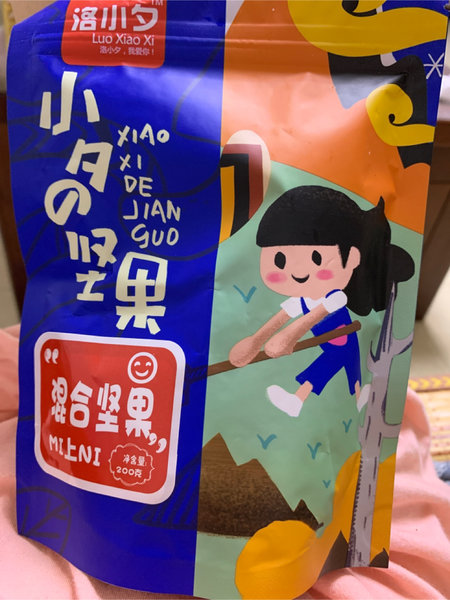 洛小夕™
Luo Xiao Xi
洛小夕，我爱你！
小夕の坚果
XIAO
XI
DE
JIAN
GUO
“混合坚果”
MI上NI
净含量:
200克